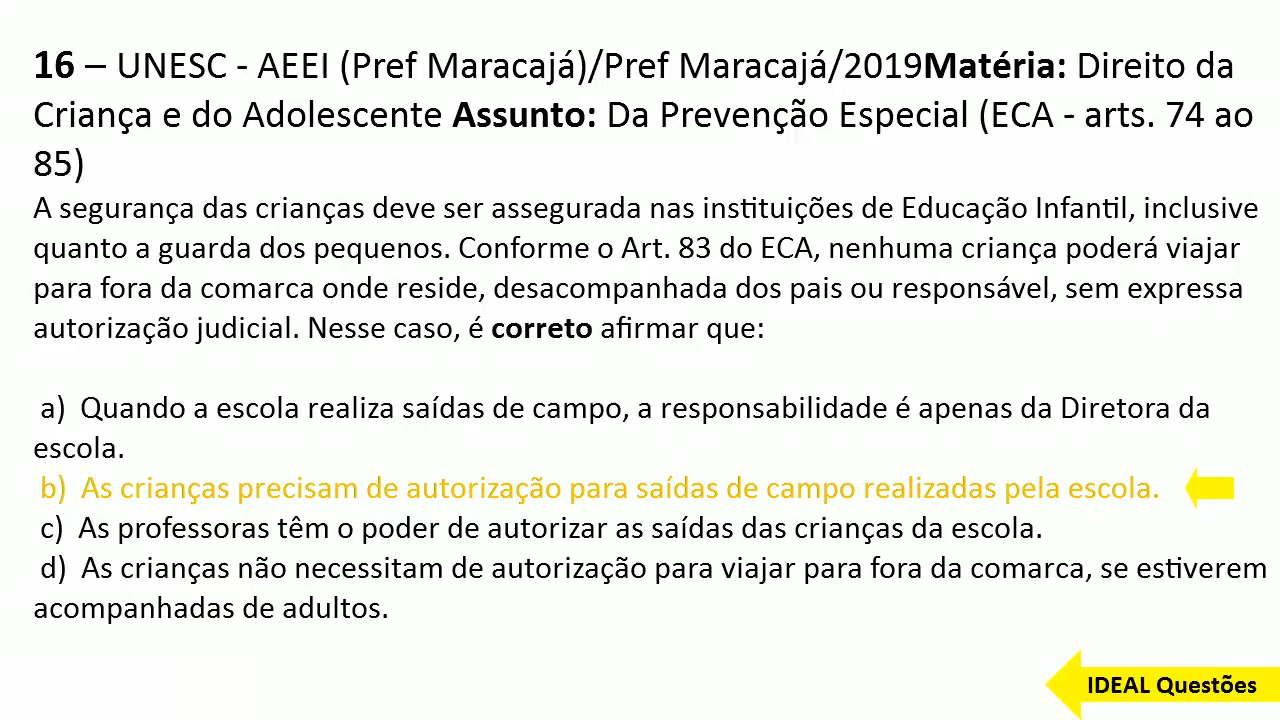 16 – UNESC - AEEI (Pref Maracajá)/Pref Maracajá/2019Matéria: Direito da
Criança e do Adolescente Assunto: Da Prevenção Especial (ECA - arts. 74 ao
85)
A segurança das crianças deve ser assegurada nas instituições de Educação Infantil, inclusive
quanto a guarda dos pequenos. Conforme o Art. 83 do ECA, nenhuma criança poderá viajar
para fora da comarca onde reside, desacompanhada dos pais ou responsável, sem expressa
autorização judicial. Nesse caso, é correto afirmar que:
a) Quando a escola realiza saídas de campo, a responsabilidade é apenas da Diretora da
escola.
b) As crianças precisam de autorização para saídas de campo realizadas pela escola.
c) As professoras têm o poder de autorizar as saídas das crianças da escola.
d) As crianças não necessitam de autorização para viajar para fora da comarca, se estiverem
acompanhadas de adultos.
IDEAL Questões